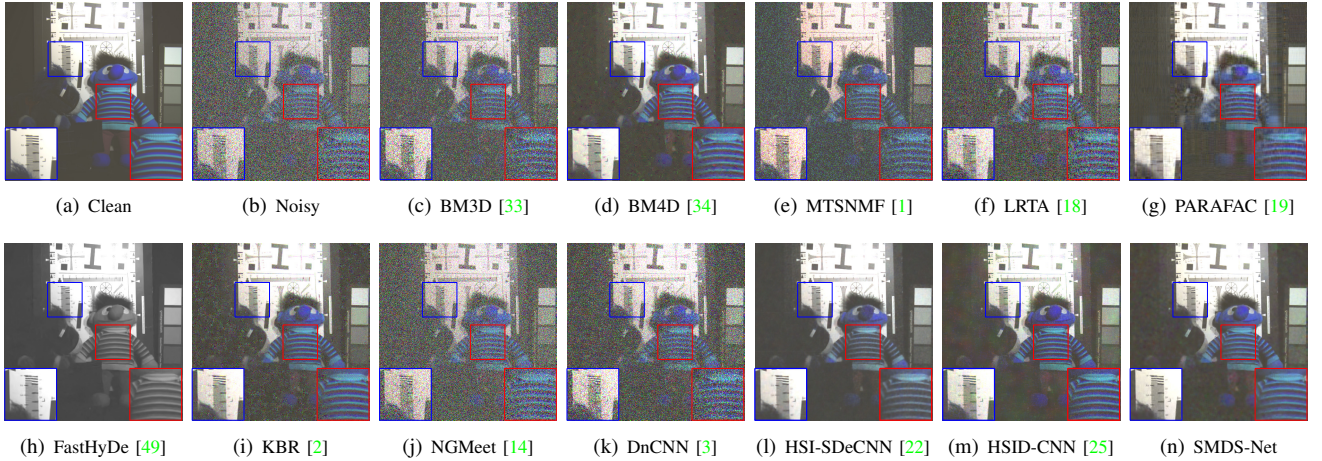 (a) Clean
(b) Noisy
(c) BM3D [33]
(d) BM4D [34]
(e) MTSNMF [1]
(f) LRTA [18]
(g) PARAFAC [19]
(h) FastHyDe [49]
(i) KBR [2]
(j) NGMeet [14]
(k) DnCNN [3]
(l) HSI-SDeCNN [22]
(m) HSID-CNN [25]
(n) SMDS-Net